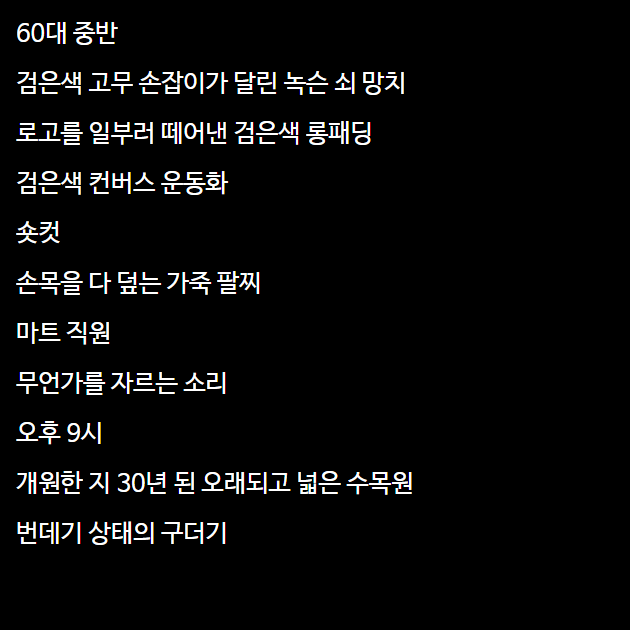 60대 중반
검은색 고무 손잡이가 달린 녹슨 쇠 망치
로고를 일부러 떼어낸 검은색 롱패딩
검은색 컨버스 운동화
숏컷
손목을 다 덮는 가죽 팔찌
마트 직원
무언가를 자르는 소리
오후 9시
개원한 지 30년 된 오래되고 넓은 수목원
번데기 상태의 구더기